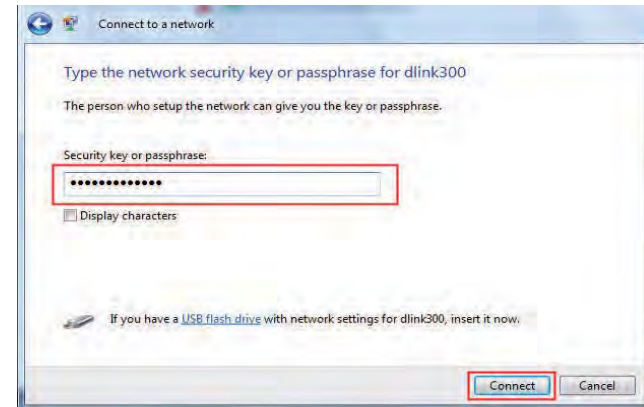 Connect to a network
Type the network security key or passphrase for dlink300
The person who setup the network can give you the key or passphrase.
Security key or passphrase:
•••••••••••••
Display characters
If you have a USB flash drive with network settings for dlink300, insert it now.
Connect Cancel